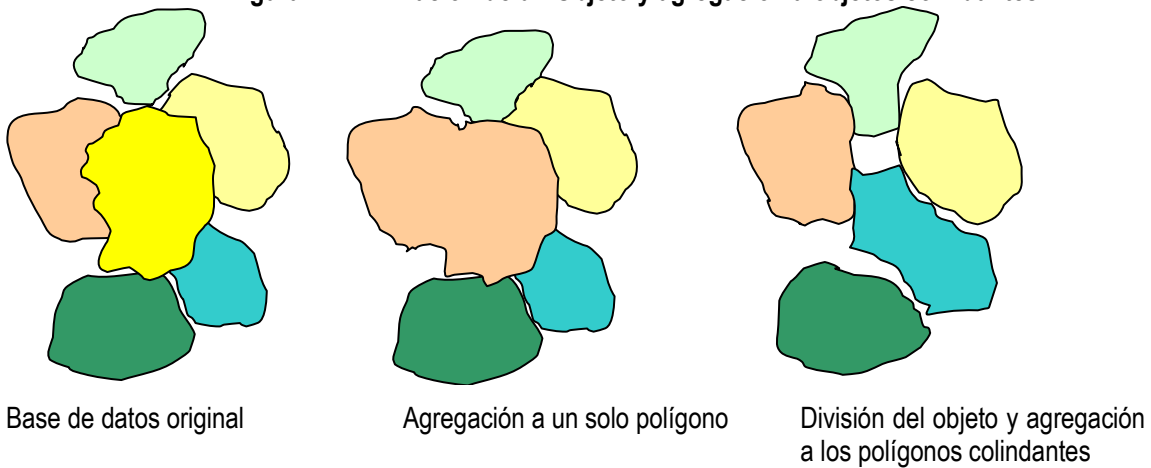 Base de datos original
Agregación a un solo polígono
División del objeto y agregación
a los polígonos colindantes